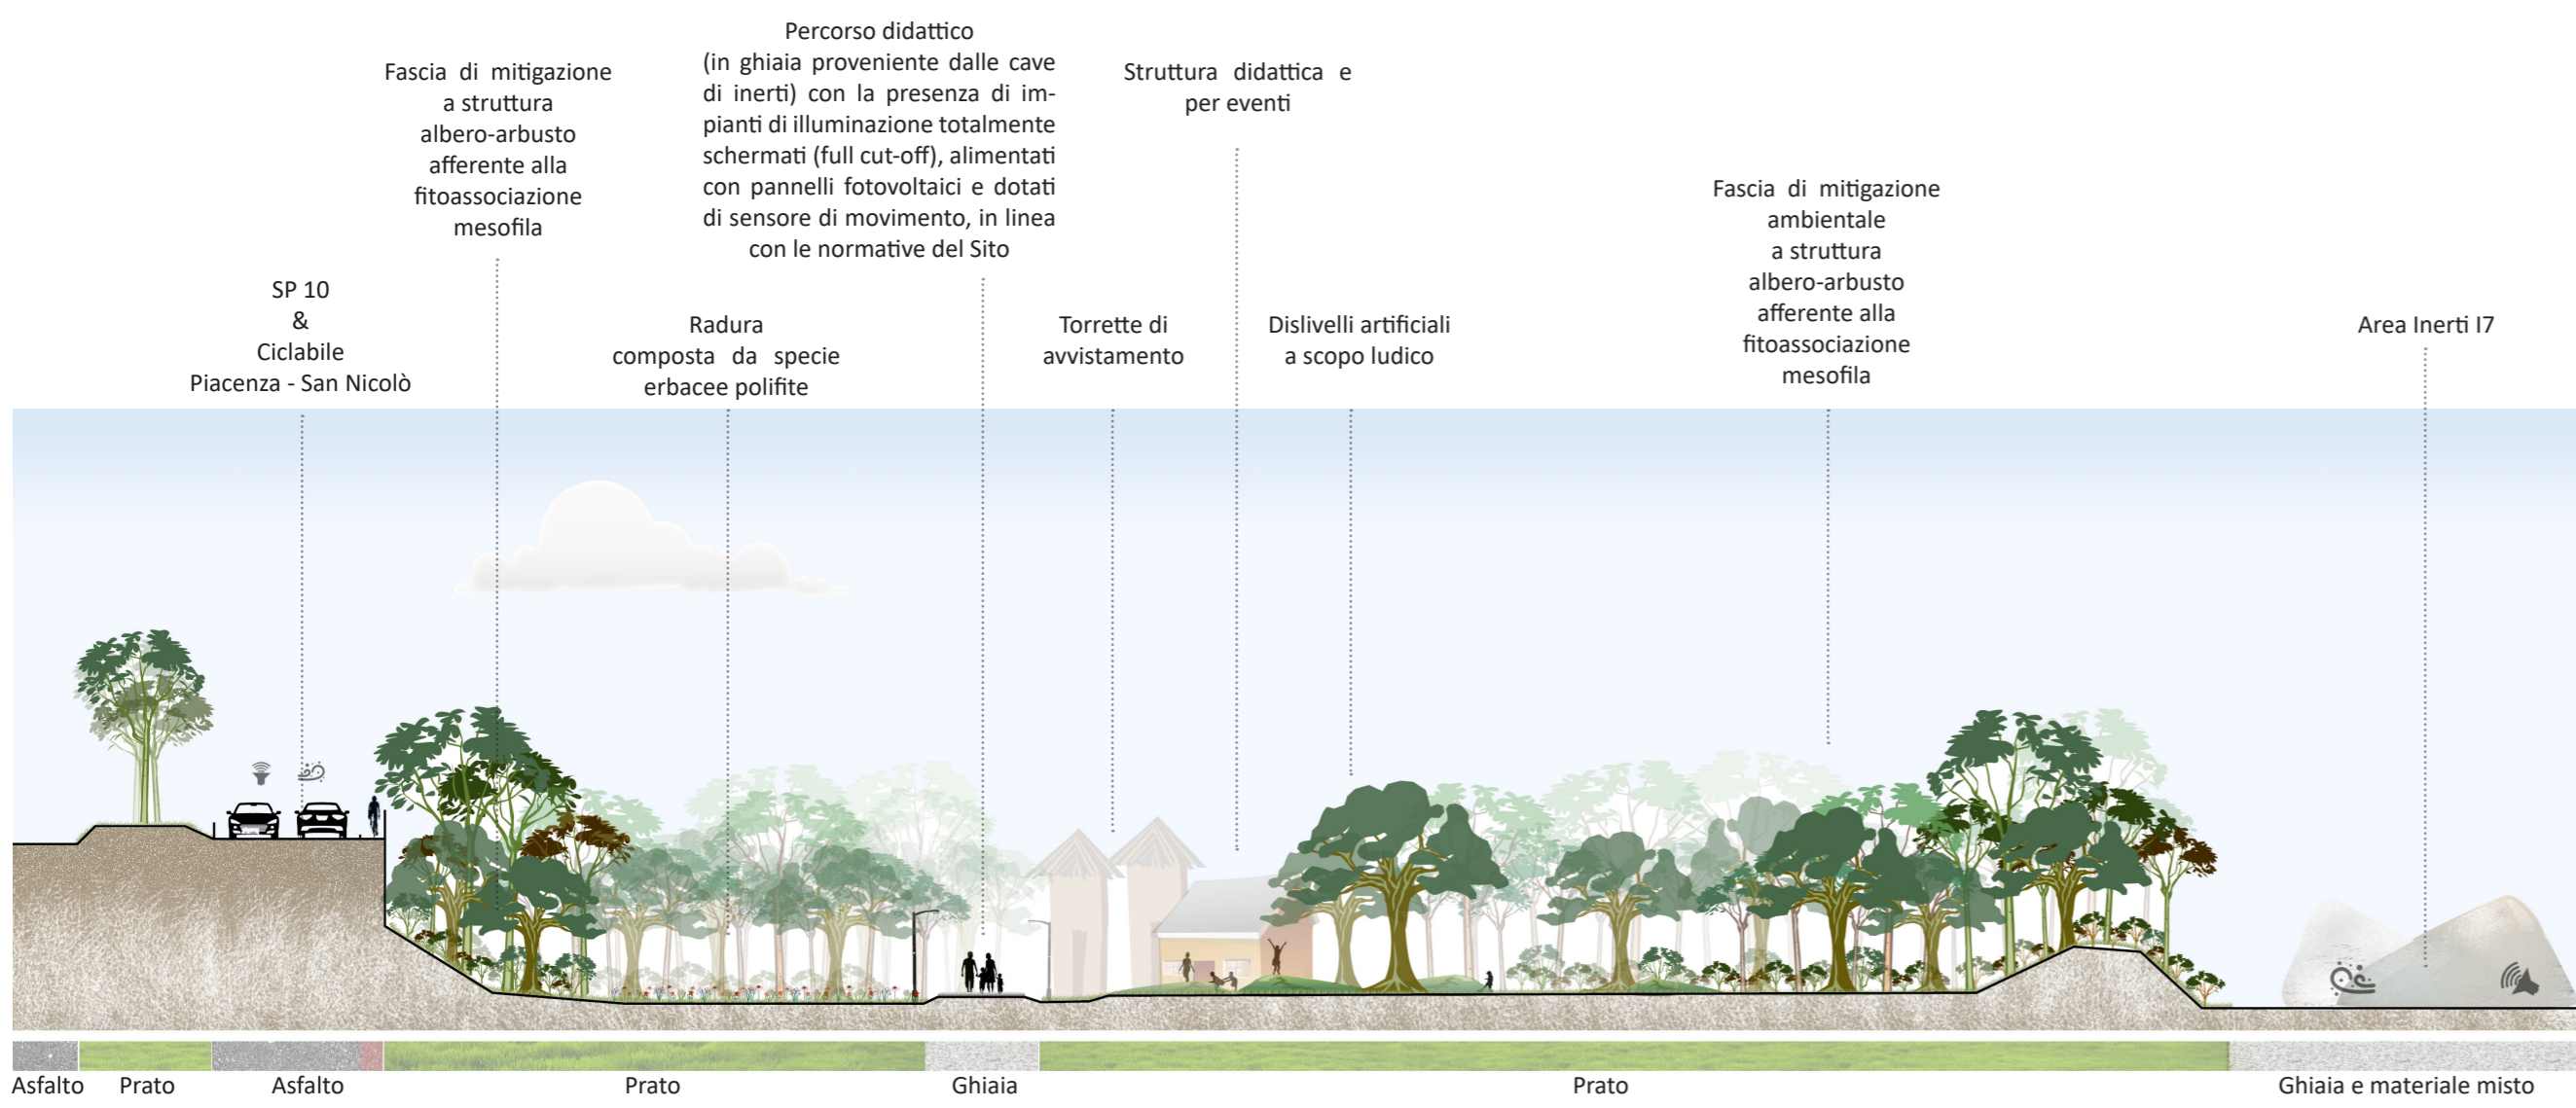 Percorso didattico
(in ghiaia proveniente dalle cave
di inerti) con la presenza di im-
pianti di illuminazione totalmente
schermati (full cut-off), alimentati
con pannelli fotovoltaici e dotati
di sensore di movimento, in linea
con le normative del Sito
Fascia di mitigazione
a struttura
albero-arbusto
afferente alla
fitoassociazione
mesofila
Struttura didattica e
per eventi
Fascia di mitigazione
ambientale
a struttura
albero-arbusto
afferente alla
fitoassociazione
mesofila
SP 10
&
Ciclabile
Piacenza - San Nicolò
Radura
composta da specie
erbacee polifite
Torrette di
avvistamento
Dislivelli artificiali
a scopo ludico
Area Inerti I7
Asfalto
Prato
Asfalto
Prato
Ghiaia
Prato
Ghiaia e materiale misto